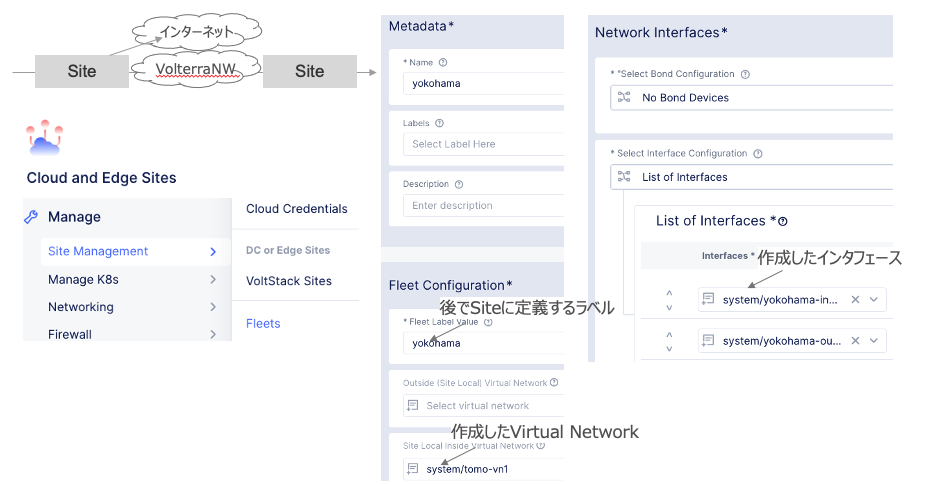 インターネット
Site
VolterraNW
Site
Cloud and Edge Sites
Manage
Site Management
Manage K8s
Networking
Firewall
Cloud Credentials
DC or Edge Sites
VoltStack Sites
Fleets
Metadata*
* Name
yokohama
Labels
Select Label Here
Description
Enter description
Fleet Configuration*
後でSiteに定義するラベル
* Fleet Label Value
yokohama
Outside (Site Local) Virtual Network
Select virtual network
作成したVirtual Network
Site Local Inside Virtual Network
system/tomo-vn1
Network Interfaces*
* "Select Bond Configuration
No Bond Devices
* Select Interface Configuration
List of Interfaces
List of Interfaces *
Interfaces *
作成したインタフェース
system/yokohama-in...
system/yokohama-ou...